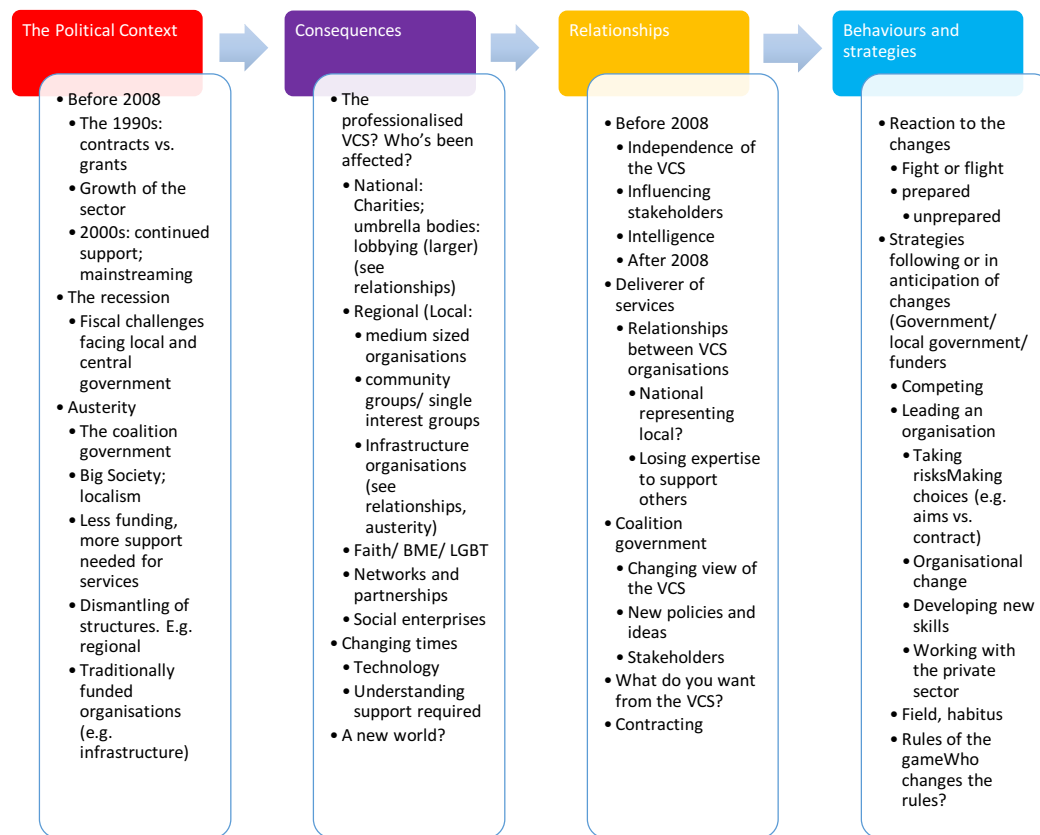 The Political Context
• Before 2008
• The 1990s:
contracts vs.
grants
• Growth of the
sector
• 2000s: continued
support;
mainstreaming
• The recession
• Fiscal challenges
facing local and
central
government
• Austerity
• The coalition
government
• Big Society;
localism
• Less funding,
more support
needed for
services
• Dismantling of
structures. E.g.
regional
• Traditionally
funded
organisations
(e.g.
infrastructure)
Consequences
• The
professionalised
VCS? Who's been
affected?
• National:
Charities;
umbrella bodies:
lobbying (larger)
(see
relationships)
• Regional (Local:
• medium sized
organisations
• community
groups/ single
interest groups
• Infrastructure
organisations
(see
relationships,
austerity)
• Faith/ BME/ LGBT
• Networks and
partnerships
• Social enterprises
• Changing times
• Technology
• Understanding
support required
• A new world?
Relationships
• Before 2008
• Independence of
the VCS
• Influencing
stakeholders
• Intelligence
• After 2008
• Deliverer of
services
• Relationships
between VCS
organisations
• National
representing
local?
• Losing expertise
to support
others
• Coalition
government
• Changing view of
the VCS
• New policies and
ideas
• Stakeholders
• What do you want
from the VCS?
• Contracting
Behaviours and
strategies
• Reaction to the
changes
• Fight or flight
• prepared
• unprepared
• Strategies
following or in
anticipation of
changes
(Government/
local government/
funders
• Competing
• Leading an
organisation
• Taking
risksMaking
choices (e.g.
aims vs.
contract)
• Organisational
change
• Developing new
skills
• Working with
the private
sector
• Field, habitus
• Rules of the
gameWho
changes the
rules?